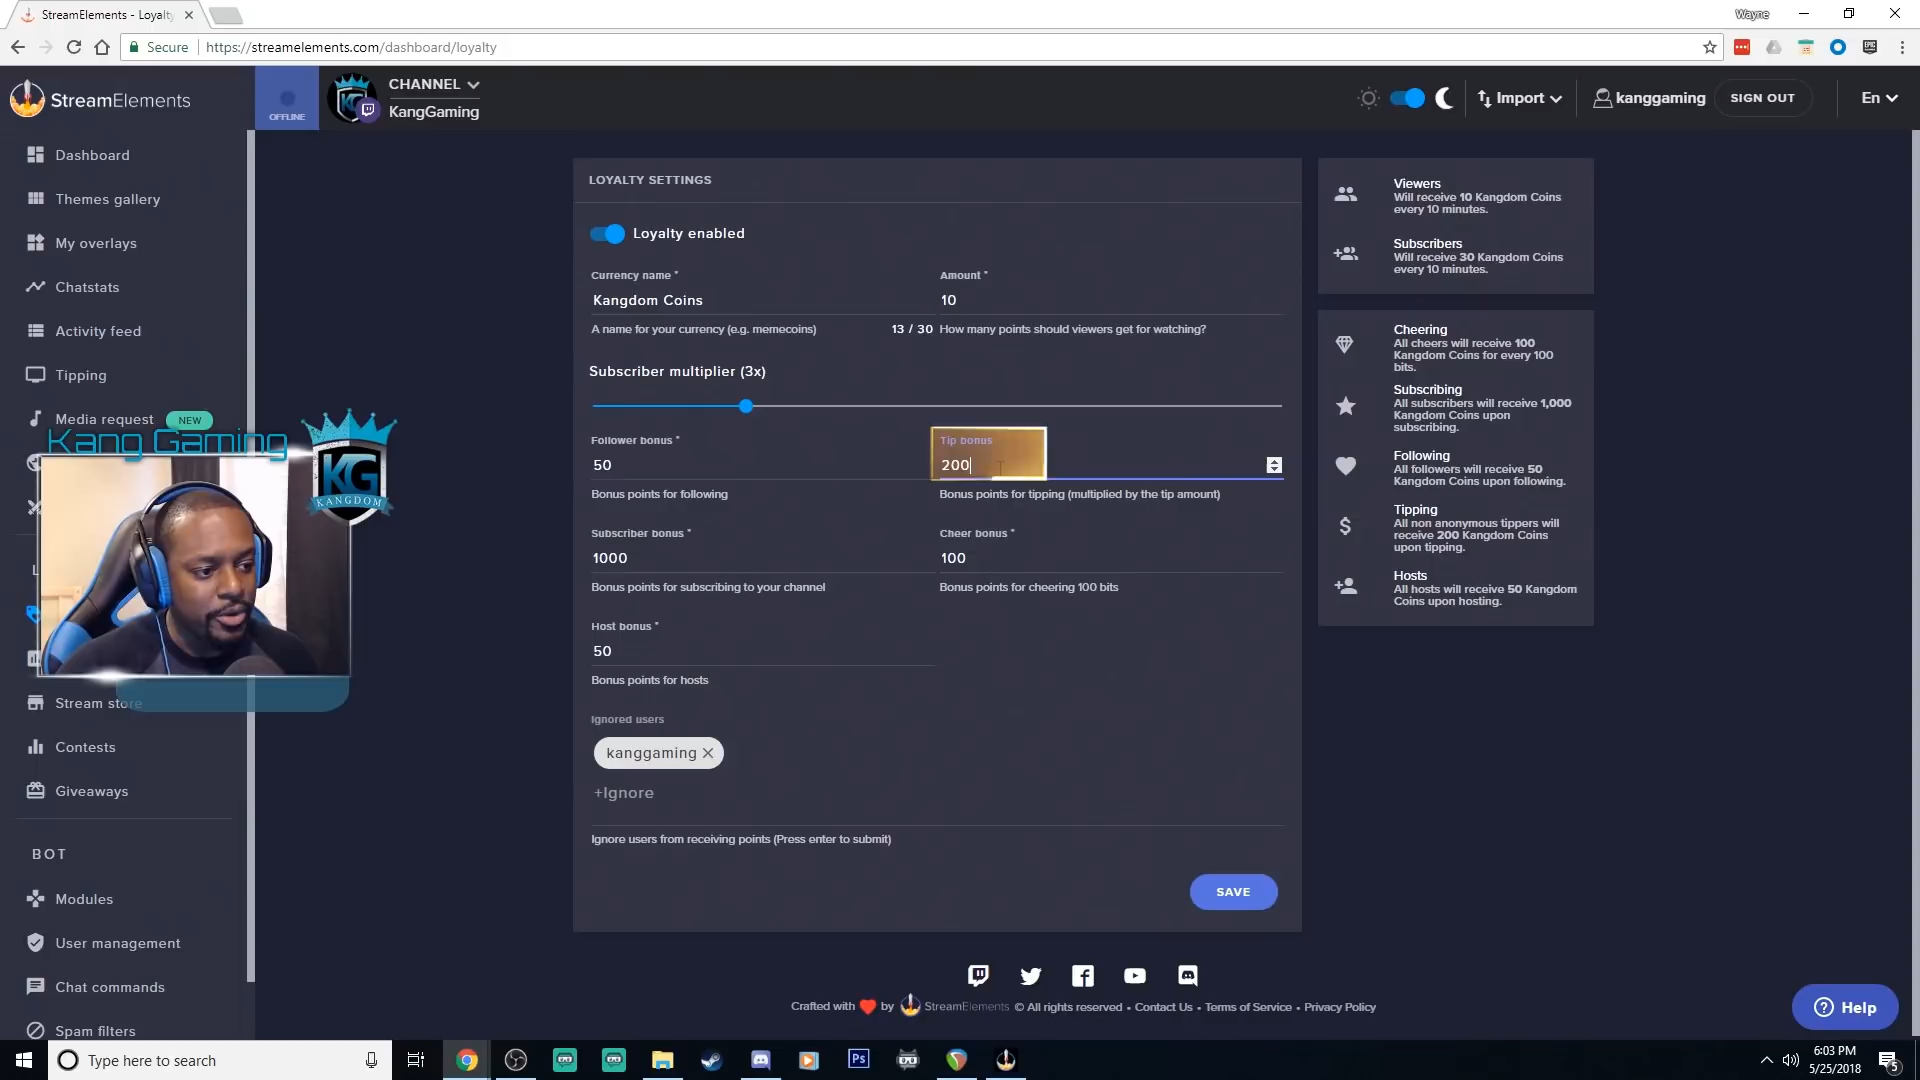 StreamElements - Loyalty
Wayne
Secure
https://streamelements.com/dashboard/loyalty
StreamElements
OFFLINE
CHANNEL
KangGaming
Import
kanggaming
SIGN OUT
En
Dashboard
Themes gallery
My overlays
Chatstats
Activity feed
Tipping
Media request NEW
Kang Gaming
KG
KANGDOM
L
Stream store
Contests
Giveaways
BOT
Modules
User management
Chat commands
Spam filters
LOYALTY SETTINGS
Loyalty enabled
Currency name *
Kangdom Coins
A name for your currency (e.g. memecoins) 13 / 30
Amount *
10
How many points should viewers get for watching?
Subscriber multiplier (3x)
Follower bonus *
50
Bonus points for following
Tip bonus
200
Bonus points for tipping (multiplied by the tip amount)
Subscriber bonus *
1000
Bonus points for subscribing to your channel
Cheer bonus *
100
Bonus points for cheering 100 bits
Host bonus *
50
Bonus points for hosts
Ignored users
kanggaming
+Ignore
Ignore users from receiving points (Press enter to submit)
SAVE
Viewers
Will receive 10 Kangdom Coins
every 10 minutes.
Subscribers
Will receive 30 Kangdom Coins
every 10 minutes.
Cheering
All cheers will receive 100
Kangdom Coins for every 100
bits.
Subscribing
All subscribers will receive 1,000
Kangdom Coins upon
subscribing.
Following
All followers will receive 50
Kangdom Coins upon following.
Tipping
All non anonymous tippers will
receive 200 Kangdom Coins
upon tipping.
Hosts
All hosts will receive 50 Kangdom
Coins upon hosting.
Crafted with by StreamElements © All rights reserved • Contact Us • Terms of Service • Privacy Policy
Help
Type here to search
Ps
6:03 PM
5/25/2018
5